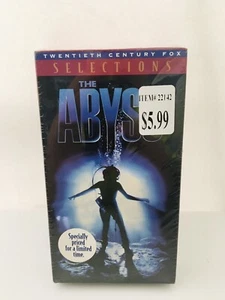 TWENTIETH CENTURY FOX
SELECTIONS
THE
ABYSS
ITEM# 22142
$5.99
Specially
priced
for a limited
time.